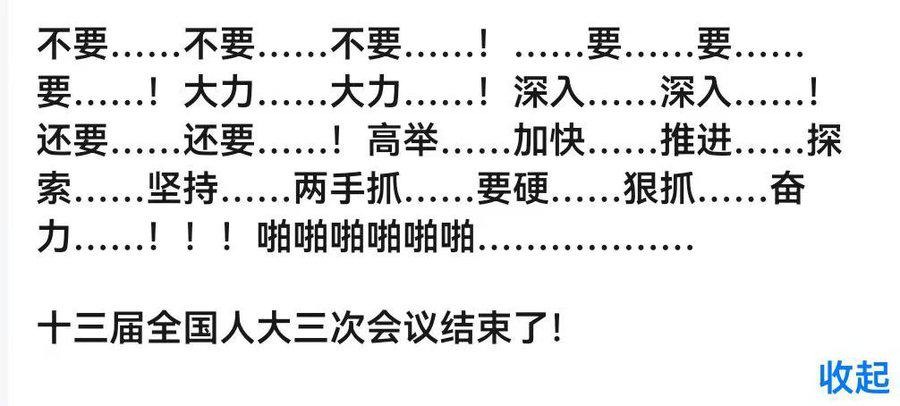 不要……不要……不要……！……要……要……
要……！大力……大力……！深入……深入……！
还要……还要……！高举……加快……推进……探
索……坚持……两手抓……要硬……狠抓……奋
力……！！！啪啪啪啪啪啪………………
十三届全国人大三次会议结束了!
收起